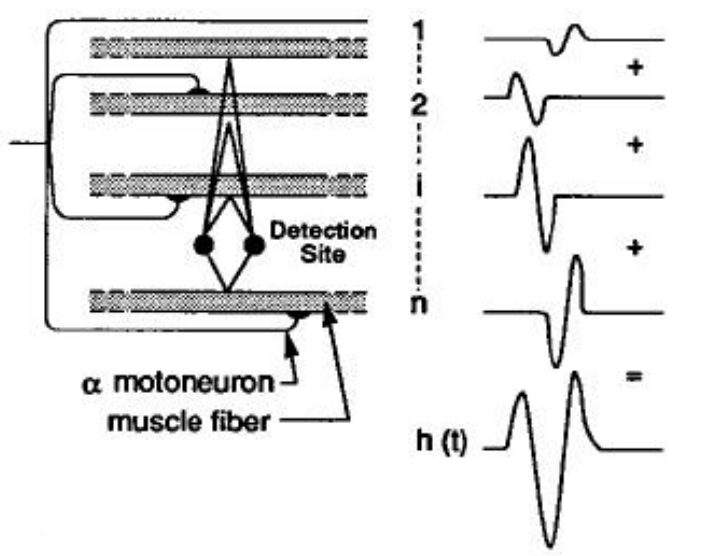 1
+
2
+
i
Detection
Site
+
n
α motoneuron
=
muscle fiber
h (t)